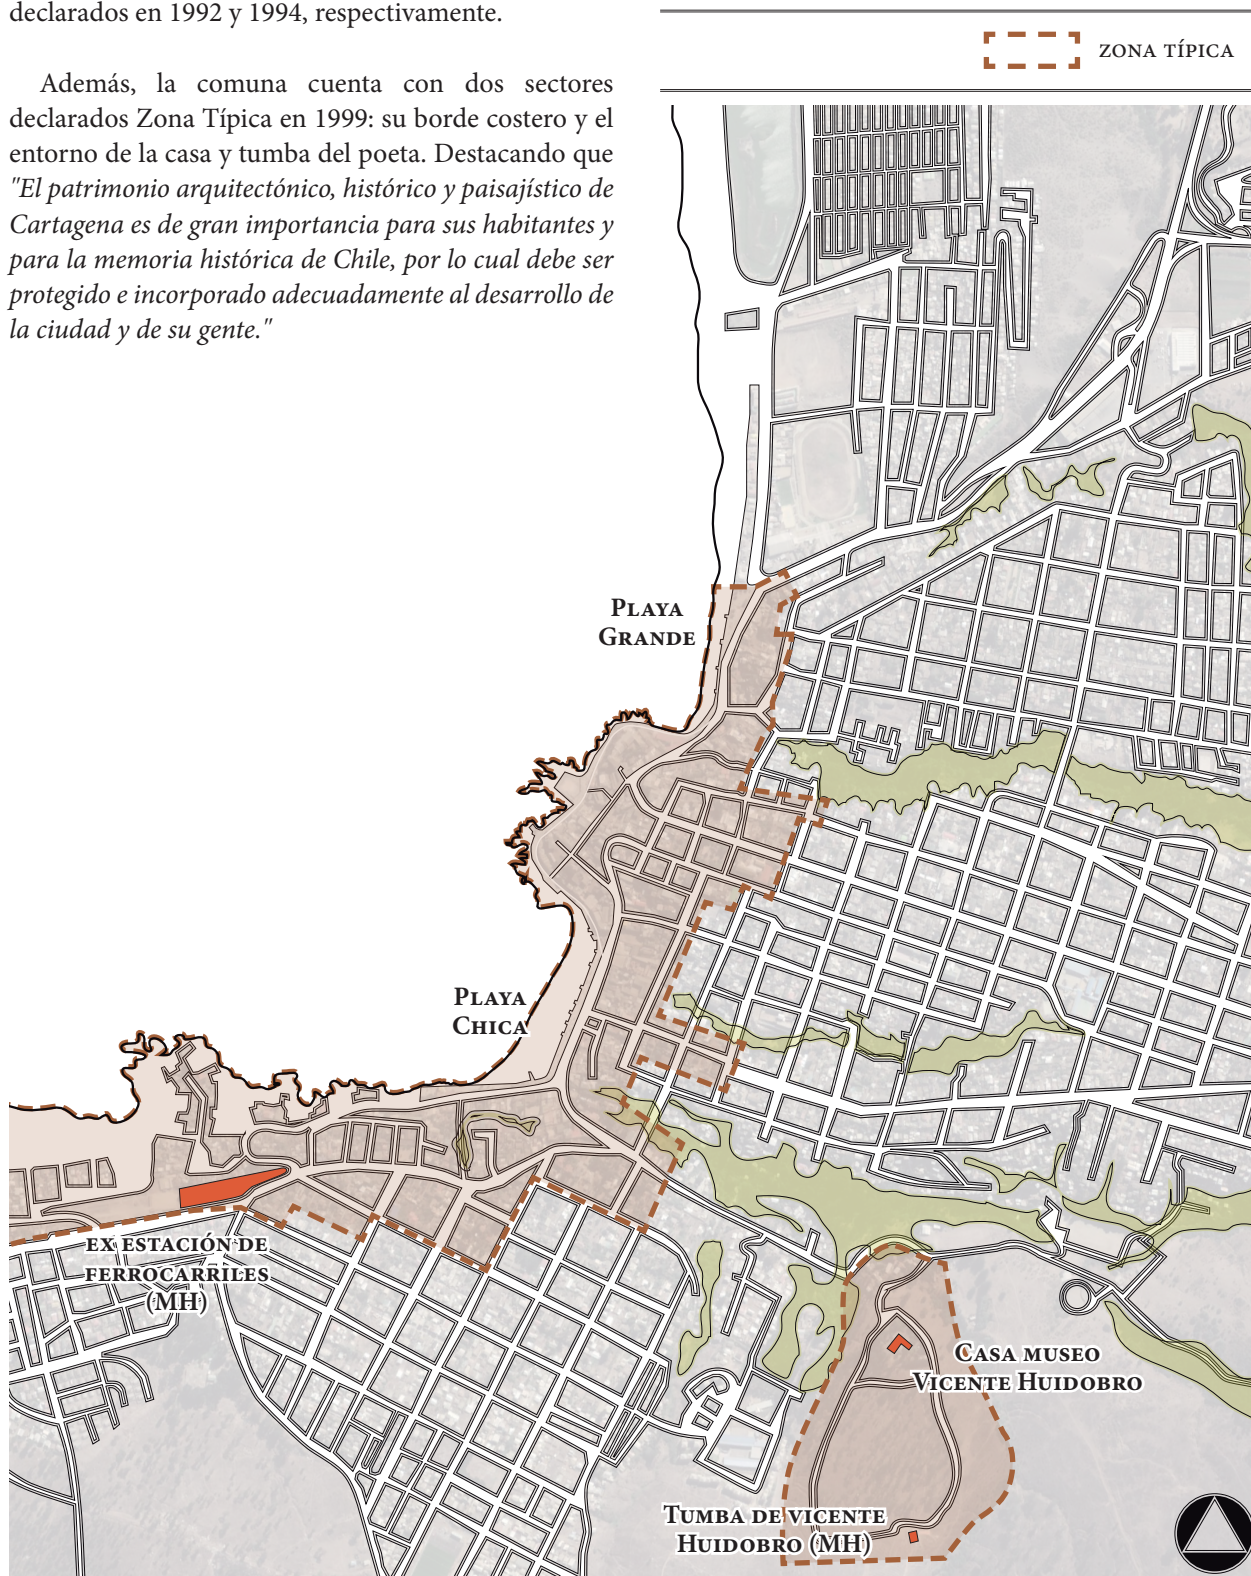 declarados en 1992 y 1994, respectivamente.
Además, la comuna cuenta con dos sectores
declarados Zona Típica en 1999: su borde costero y el
entorno de la casa y tumba del poeta. Destacando que
"El patrimonio arquitectónico, histórico y paisajístico de
Cartagena es de gran importancia para sus habitantes y
para la memoria histórica de Chile, por lo cual debe ser
protegido e incorporado adecuadamente al desarrollo de
la ciudad y de su gente."
ZONA TÍPICA
PLAYA
GRANDE
PLAYA
CHICA
EX ESTACIÓN DE
FERROCARRILES
(MH)
CASA MUSEO
VICENTE HUIDOBRO
TUMBA DE VICENTE
HUIDOBRO (MH)